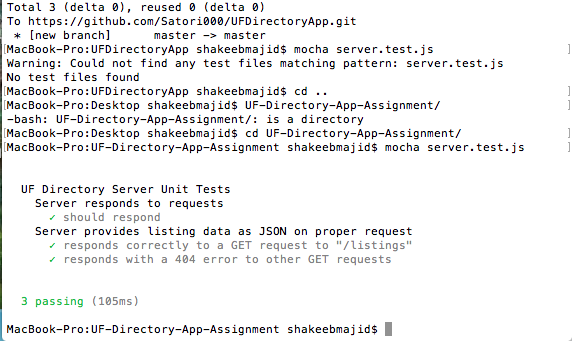 Total 3 (delta 0), reused 0 (delta 0)
To https://github.com/Satori000/UFDirectoryApp.git
 * [new branch]      master -> master
[MacBook-Pro:UFDirectoryApp shakeebmajid$ mocha server.test.js ]
Warning: Could not find any test files matching pattern: server.test.js
No test files found
[MacBook-Pro:UFDirectoryApp shakeebmajid$ cd .. ]
[MacBook-Pro:Desktop shakeebmajid$ UF-Directory-App-Assignment/ ]
-bash: UF-Directory-App-Assignment/: is a directory
[MacBook-Pro:Desktop shakeebmajid$ cd UF-Directory-App-Assignment/ ]
[MacBook-Pro:UF-Directory-App-Assignment shakeebmajid$ mocha server.test.js ]
  UF Directory Server Unit Tests
    Server responds to requests
      ✓ should respond
    Server provides listing data as JSON on proper request
      ✓ responds correctly to a GET request to "/listings"
      ✓ responds with a 404 error to other GET requests
  3 passing (105ms)
MacBook-Pro:UF-Directory-App-Assignment shakeebmajid$